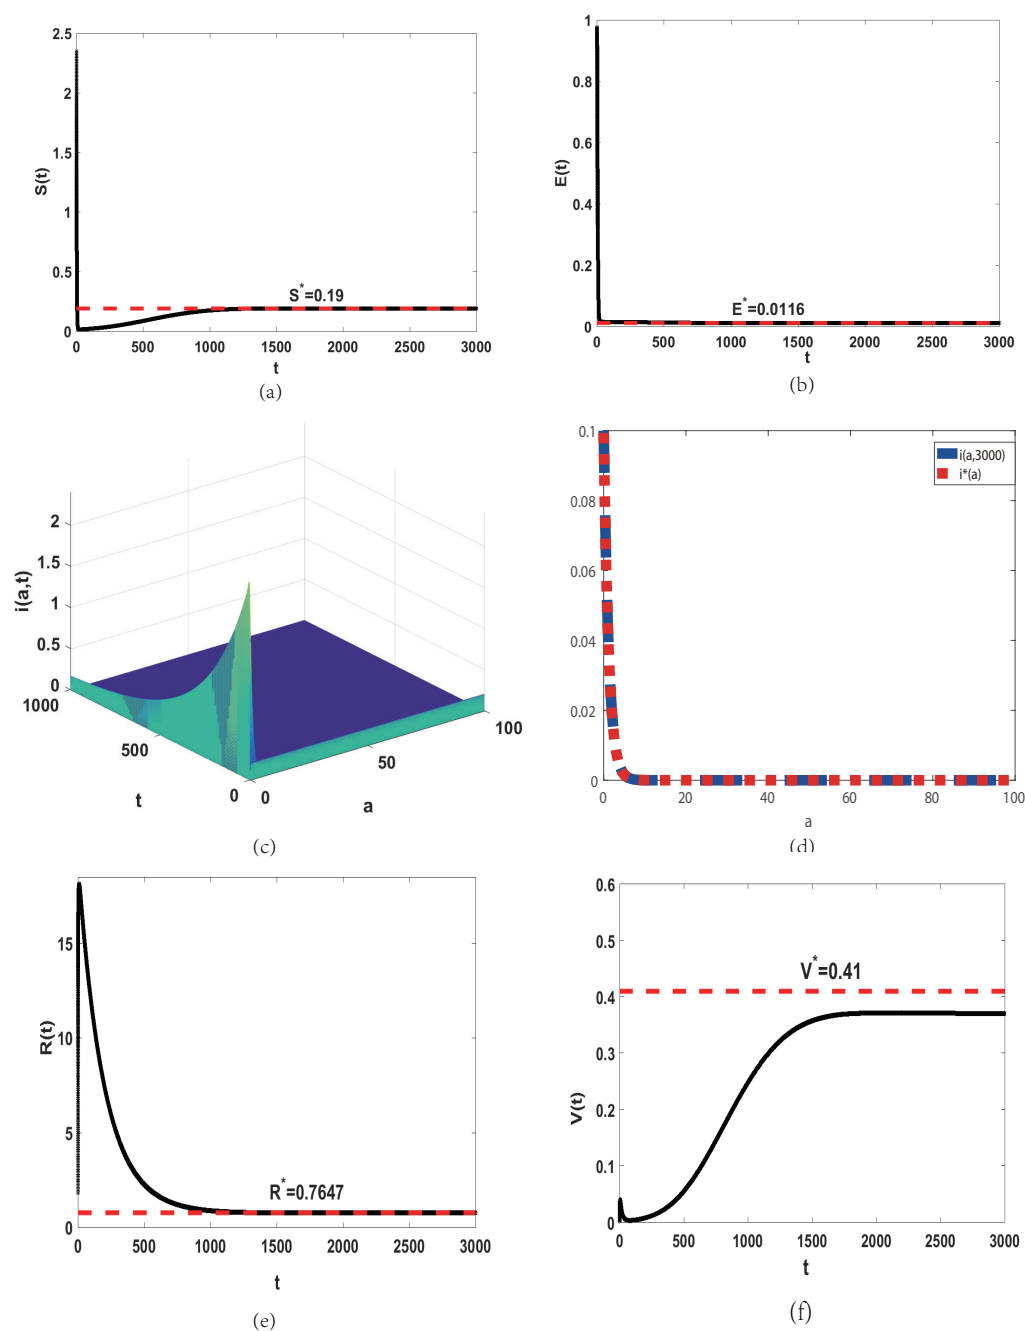 2.5
2
1.5
1
0.5
0
S(t)
S*=0.19
0 500 1000 1500 2000 2500 3000
t
(a)
1
0.8
0.6
0.4
0.2
0
E(t)
E*=0.0116
0 500 1000 1500 2000 2500 3000
t
(b)
2
1.5
1
0.5
0
i(a,t)
1000
500
0
t
0
50
100
a
(c)
0.1
0.08
0.06
0.04
0.02
0
i(a,3000)
i*(a)
0 20 40 60 80 100
a
(d)
15
10
5
0
R(t)
R*=0.7647
0 500 1000 1500 2000 2500 3000
t
(e)
0.6
0.5
0.4
0.3
0.2
0.1
0
V(t)
V*=0.41
0 500 1000 1500 2000 2500 3000
t
(f)